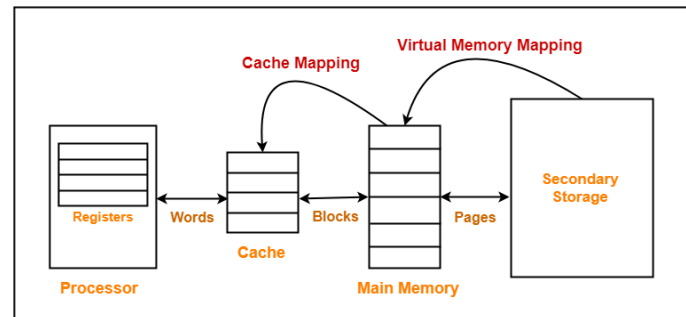 Virtual Memory Mapping
Cache Mapping
Secondary
Storage
Registers
Words
Blocks
Pages
Cache
Processor
Main Memory